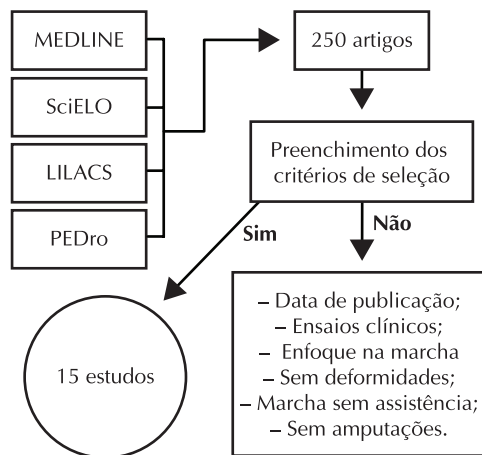 MEDLINE
SciELO
LILACS
PEDro
250 artigos
Preenchimento dos
critérios de seleção
Sim
Não
15 estudos
– Data de publicação;
– Ensaios clínicos;
– Enfoque na marcha
– Sem deformidades;
– Marcha sem assistência;
– Sem amputações.